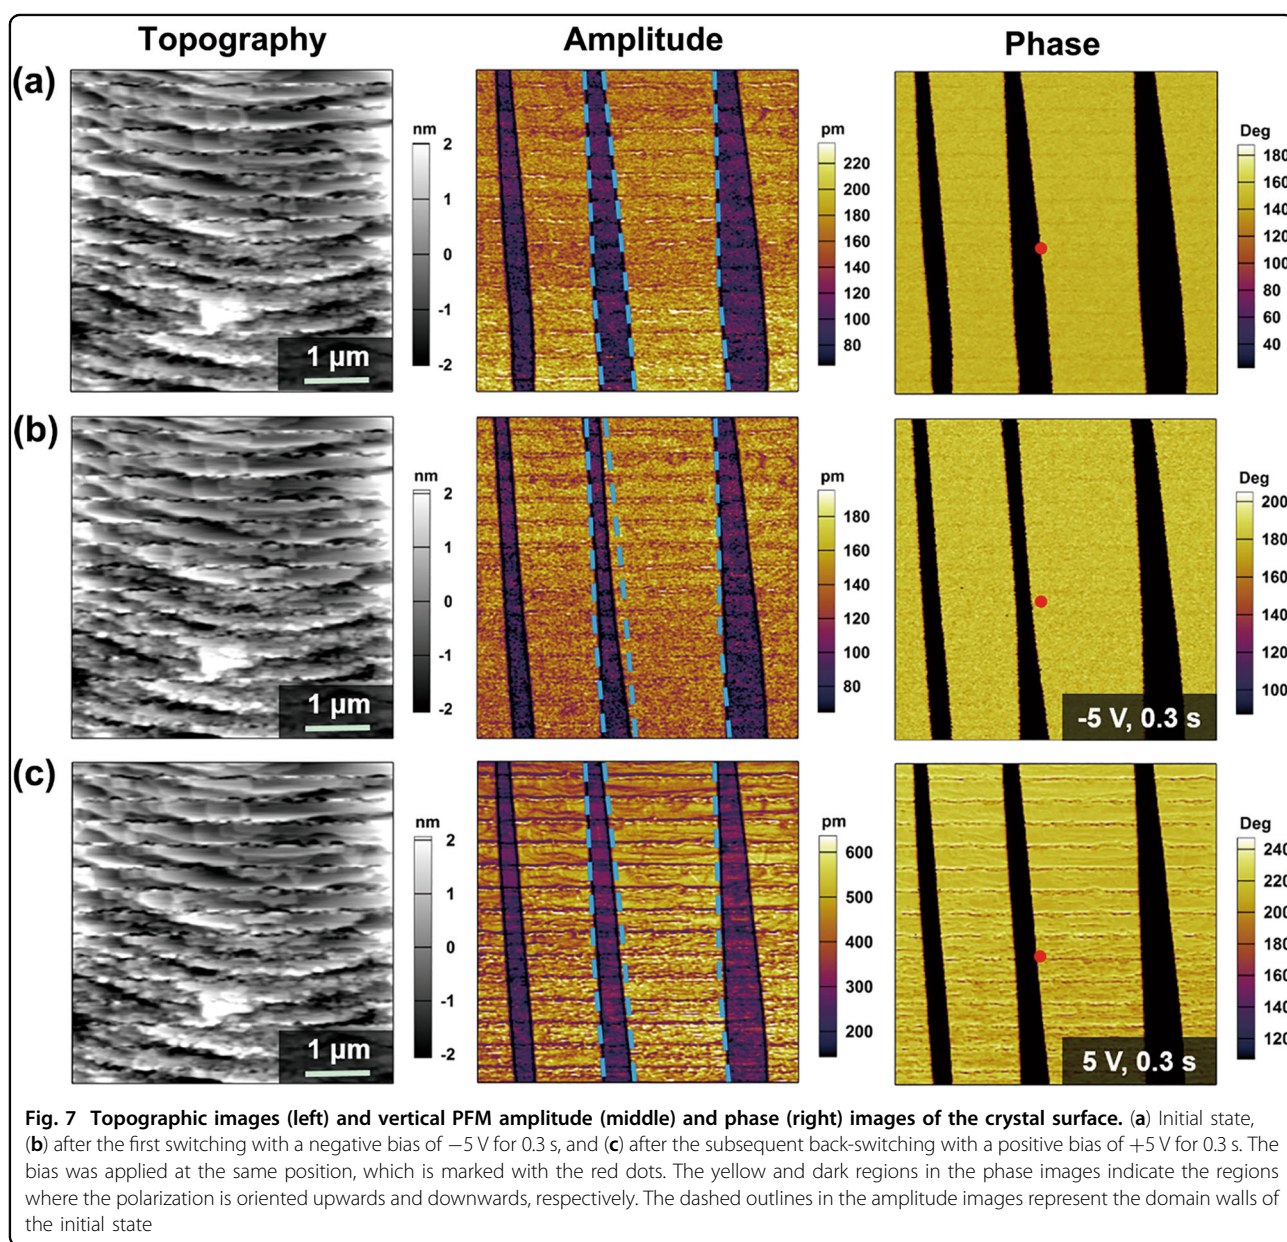 Topography Amplitude Phase
(a)
nm
2
1
0
-1
-2
1 μm
pm
220
200
180
160
140
120
100
80
Deg
180
160
140
120
100
80
60
40
(b)
nm
2
1
0
-1
-2
1 μm
pm
180
160
140
120
100
80
Deg
200
180
160
140
120
100
-5 V, 0.3 s
(c)
nm
2
1
0
-1
-2
1 μm
pm
600
500
400
300
200
Deg
240
220
200
180
160
140
120
5 V, 0.3 s
Fig. 7 Topographic images (left) and vertical PFM amplitude (middle) and phase (right) images of the crystal surface. (a) Initial state,
(b) after the first switching with a negative bias of −5 V for 0.3 s, and (c) after the subsequent back-switching with a positive bias of +5 V for 0.3 s. The
bias was applied at the same position, which is marked with the red dots. The yellow and dark regions in the phase images indicate the regions
where the polarization is oriented upwards and downwards, respectively. The dashed outlines in the amplitude images represent the domain walls of
the initial state